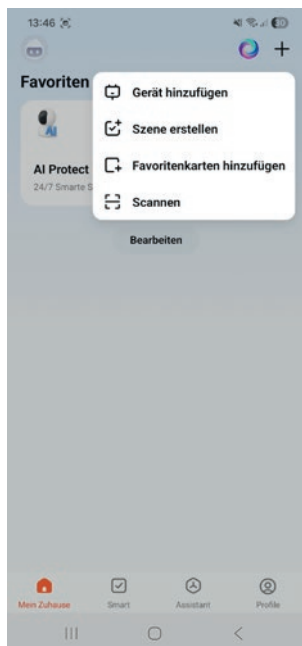 13:46
Favoriten
Gerät hinzufügen
Szene erstellen
Favoritenkarten hinzufügen
Scannen
AI
AI Protect
24/7 Smarte S
Bearbeiten
Mein Zuhause
Smart
Assistant
Profile